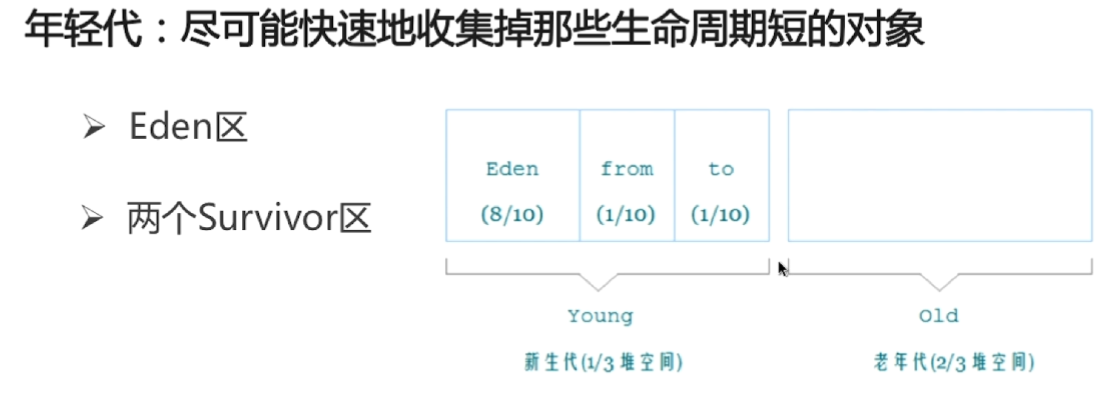 年轻代：尽可能快速地收集掉那些生命周期短的对象
Eden区
两个Survivor区
Eden from to
(8/10) (1/10) (1/10)
Young Old
新生代(1/3 堆空间) 老年代(2/3 堆空间)